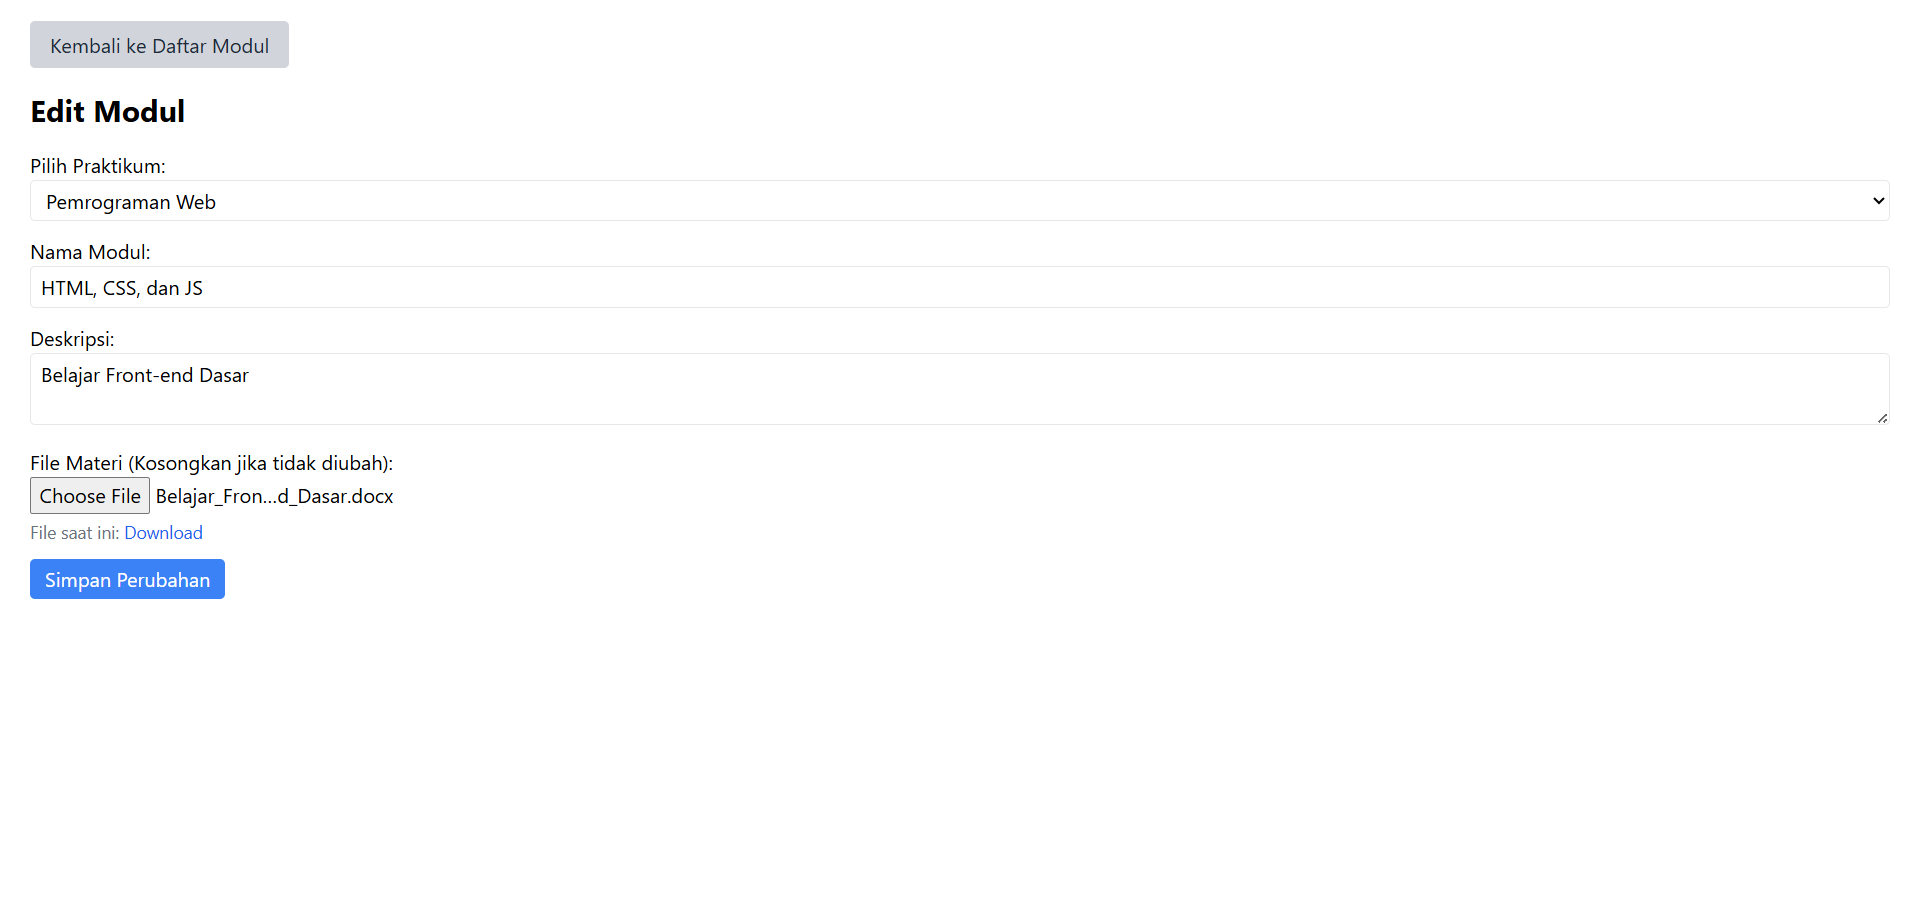 Kembali ke Daftar Modul
Edit Modul
Pilih Praktikum:
Pemrograman Web
Nama Modul:
HTML, CSS, dan JS
Deskripsi:
Belajar Front-end Dasar
File Materi (Kosongkan jika tidak diubah):
Choose File Belajar_Fron...d_Dasar.docx
File saat ini: Download
Simpan Perubahan